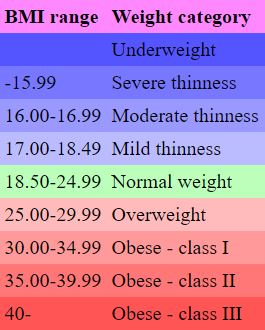 BMI range Weight category
Underweight
-15.99 Severe thinness
16.00-16.99 Moderate thinness
17.00-18.49 Mild thinness
18.50-24.99 Normal weight
25.00-29.99 Overweight
30.00-34.99 Obese - class I
35.00-39.99 Obese - class II
40- Obese - class III